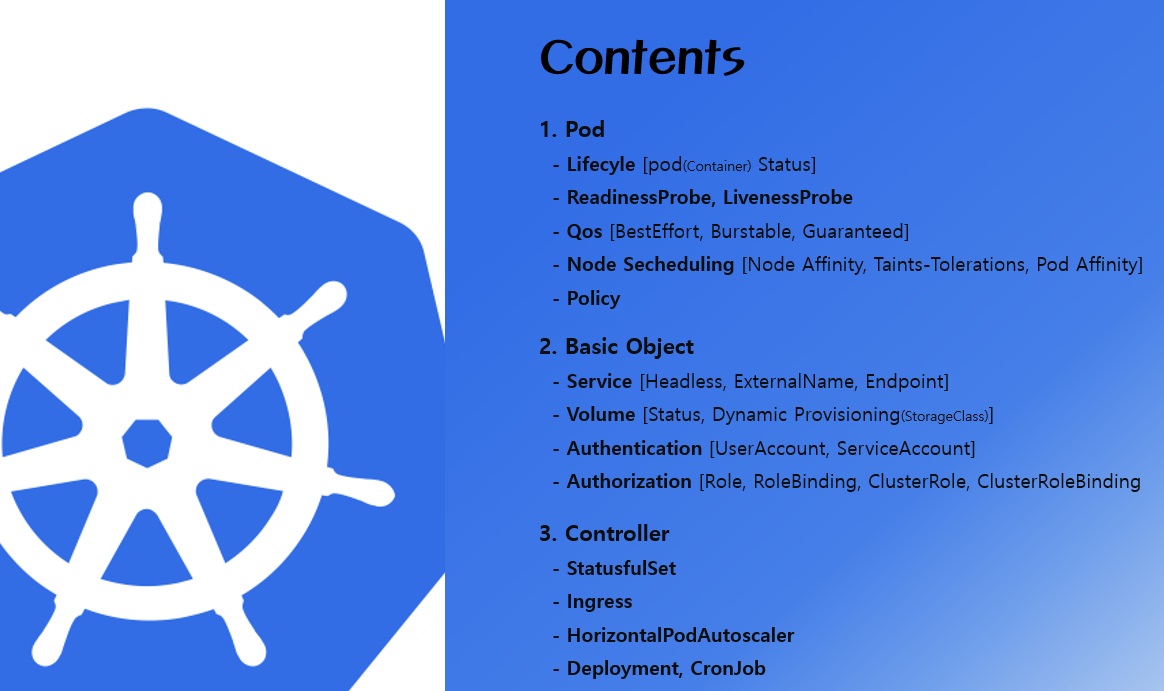 Contents
1. Pod
- Lifecyle [pod(Container) Status]
- ReadinessProbe, LivenessProbe
- Qos [BestEffort, Burstable, Guaranteed]
- Node Secheduling [Node Affinity, Taints-Tolerations, Pod Affinity]
- Policy
2. Basic Object
- Service [Headless, ExternalName, Endpoint]
- Volume [Status, Dynamic Provisioning(StorageClass)]
- Authentication [UserAccount, ServiceAccount]
- Authorization [Role, RoleBinding, ClusterRole, ClusterRoleBinding
3. Controller
- StatusfulSet
- Ingress
- HorizontalPodAutoscaler
- Deployment, CronJob